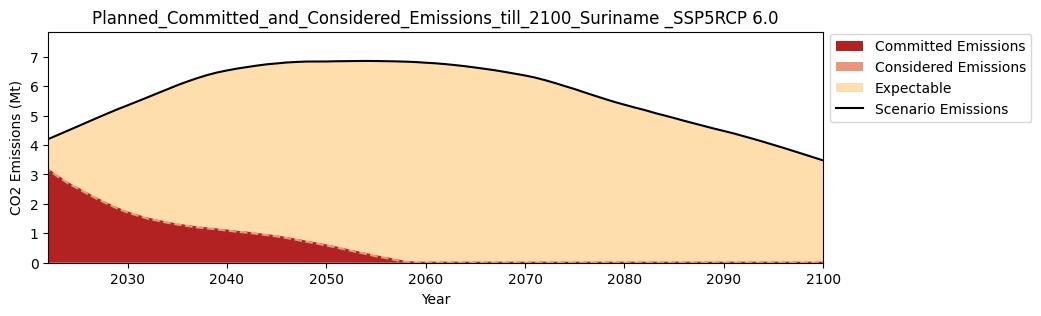 Planned_Committed_and_Considered_Emissions_till_2100_Suriname _SSP5RCP 6.0
CO2 Emissions (Mt)
7
6
5
4
3
2
1
0
2030 2040 2050 2060 2070 2080 2090 2100
Year
Committed Emissions
Considered Emissions
Expectable
Scenario Emissions